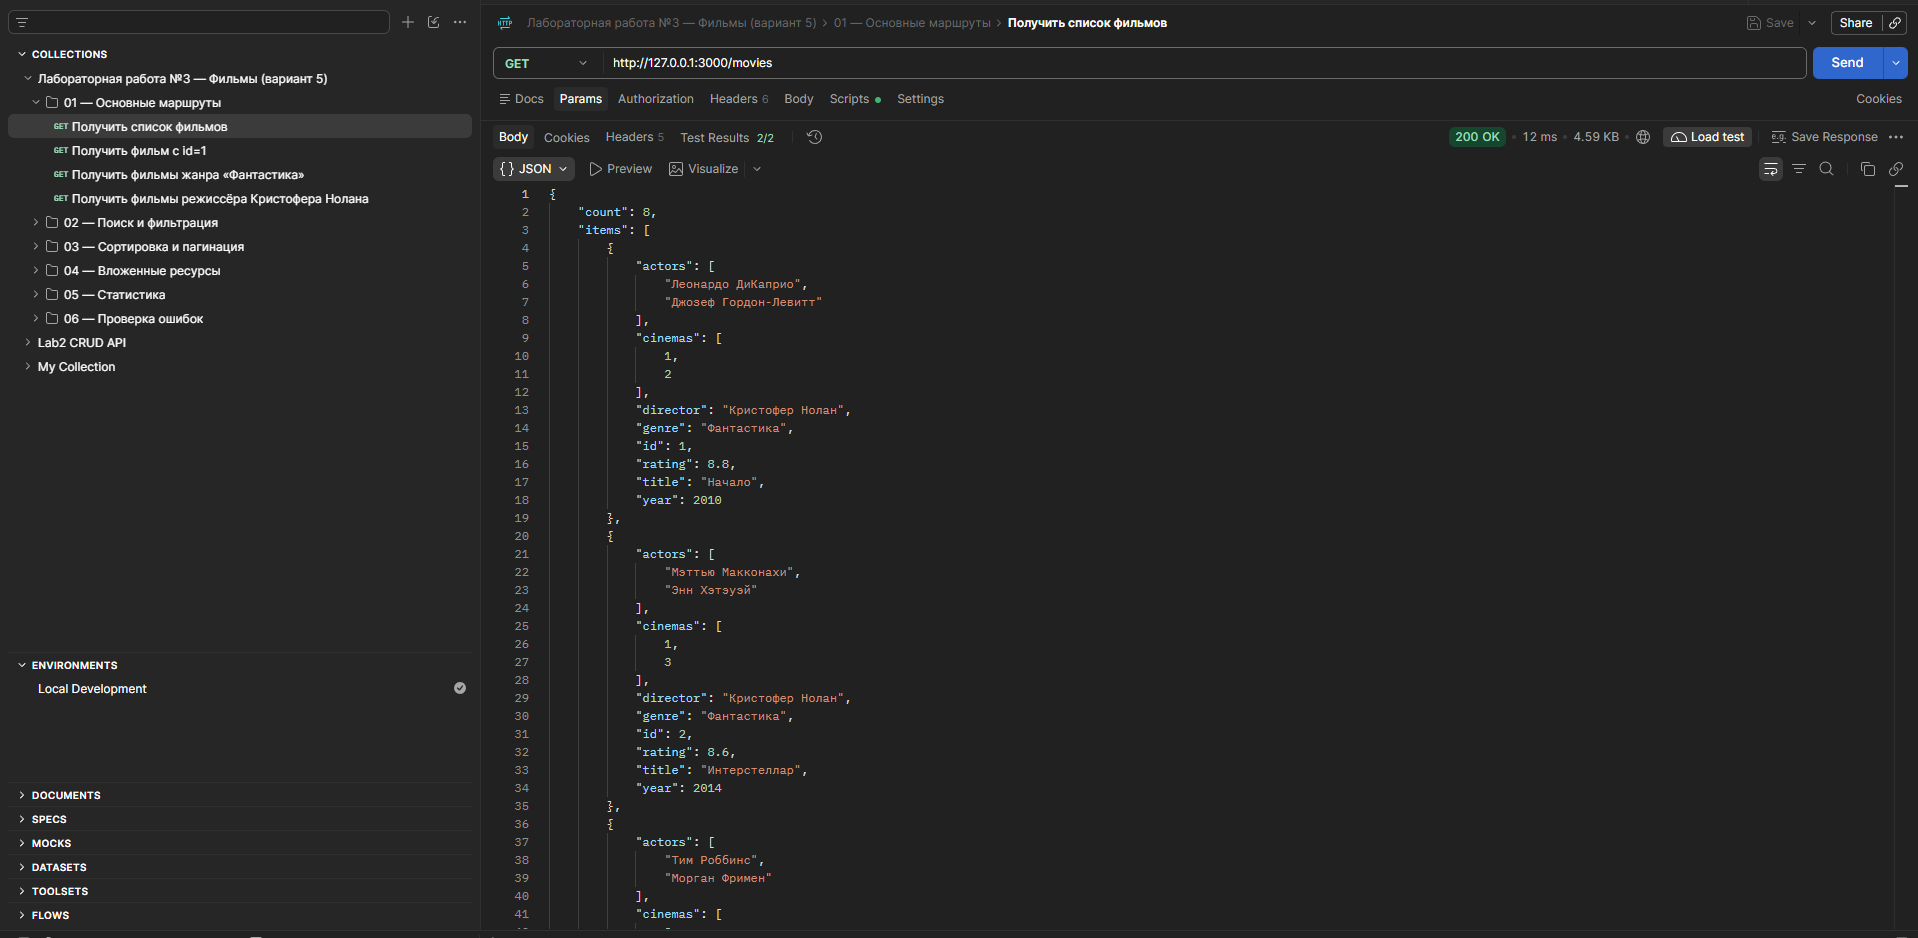 COLLECTIONS
Лабораторная работа №3 — Фильмы (вариант 5)
01 — Основные маршруты
GET Получить список фильмов
GET Получить фильм с id=1
GET Получить фильмы жанра «Фантастика»
GET Получить фильмы режиссёра Кристофера Нолана
02 — Поиск и фильтрация
03 — Сортировка и пагинация
04 — Вложенные ресурсы
05 — Статистика
06 — Проверка ошибок
Lab2 CRUD API
My Collection
ENVIRONMENTS
Local Development
DOCUMENTS
SPECS
MOCKS
DATASETS
TOOLSETS
FLOWS
HTTP Лабораторная работа №3 — Фильмы (вариант 5) > 01 — Основные маршруты > Получить список фильмов
Save Share
GET http://127.0.0.1:3000/movies Send
Docs Params Authorization Headers 6 Body Scripts Settings Cookies
Body Cookies Headers 5 Test Results 2/2 200 OK 12 ms 4.59 KB Load test e.g. Save Response
{} JSON Preview Visualize
1 {
2 "count": 8,
3 "items": [
4 {
5 "actors": [
6 "Леонардо ДиКаприо",
7 "Джозеф Гордон-Левитт"
8 ],
9 "cinemas": [
10 1,
11 2
12 ],
13 "director": "Кристофер Нолан",
14 "genre": "Фантастика",
15 "id": 1,
16 "rating": 8.8,
17 "title": "Начало",
18 "year": 2010
19 },
20 {
21 "actors": [
22 "Мэттью Макконахи",
23 "Энн Хэтэуэй"
24 ],
25 "cinemas": [
26 1,
27 3
28 ],
29 "director": "Кристофер Нолан",
30 "genre": "Фантастика",
31 "id": 2,
32 "rating": 8.6,
33 "title": "Интерстеллар",
34 "year": 2014
35 },
36 {
37 "actors": [
38 "Тим Роббинс",
39 "Морган Фримен"
40 ],
41 "cinemas": [